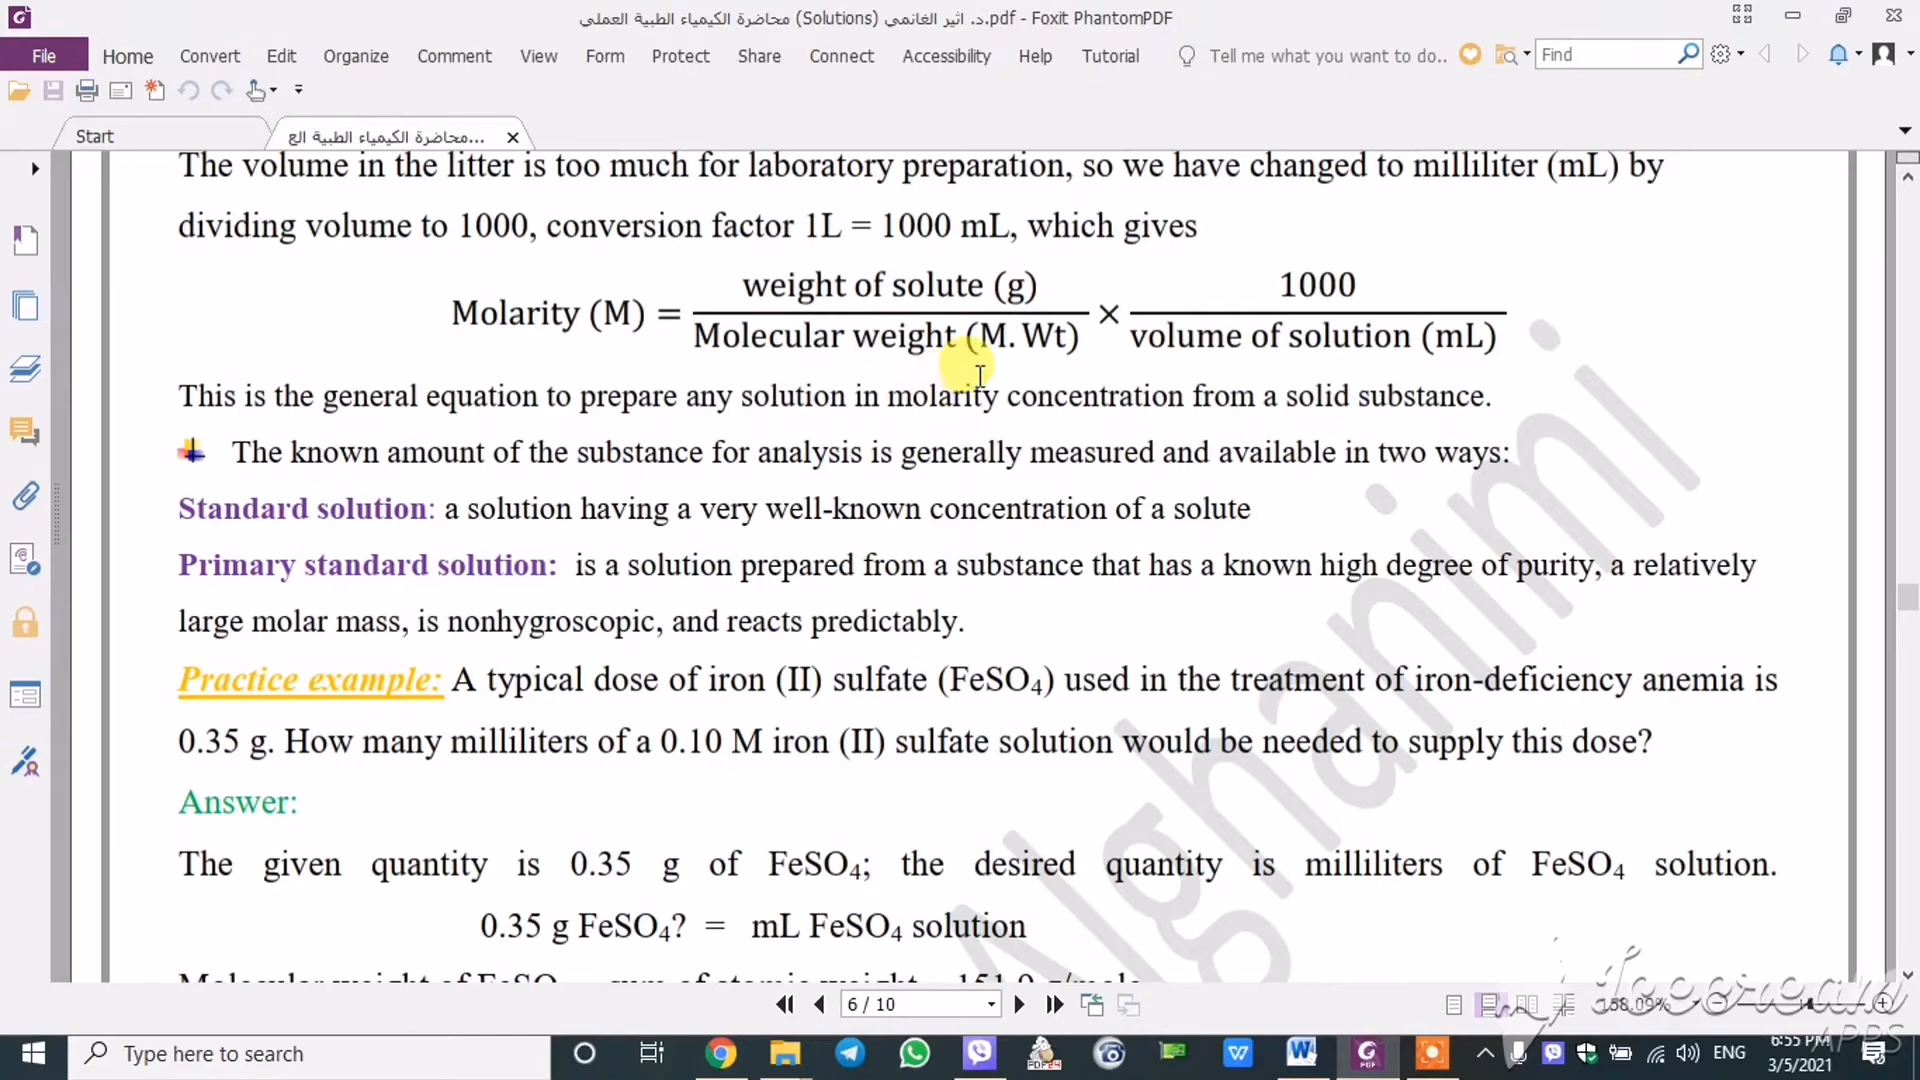 محاضرة الكيمياء الطبية العملي (Solutions) د. اثير الغانمي.pdf - Foxit PhantomPDF
File Home Convert Edit Organize Comment View Form Protect Share Connect Accessibility Help Tutorial Tell me what you want to do.. Find
Start محاضرة الكيمياء الطبية الع...
The volume in the litter is too much for laboratory preparation, so we have changed to milliliter (mL) by
dividing volume to 1000, conversion factor 1L = 1000 mL, which gives
Molarity (M) = weight of solute (g) / Molecular weight (M. Wt) × 1000 / volume of solution (mL)
This is the general equation to prepare any solution in molarity concentration from a solid substance.
The known amount of the substance for analysis is generally measured and available in two ways:
Standard solution: a solution having a very well-known concentration of a solute
Primary standard solution: is a solution prepared from a substance that has a known high degree of purity, a relatively
large molar mass, is nonhygroscopic, and reacts predictably.
Practice example: A typical dose of iron (II) sulfate (FeSO₄) used in the treatment of iron-deficiency anemia is
0.35 g. How many milliliters of a 0.10 M iron (II) sulfate solution would be needed to supply this dose?
Answer:
The given quantity is 0.35 g of FeSO₄; the desired quantity is milliliters of FeSO₄ solution.
0.35 g FeSO₄? = mL FeSO₄ solution
Alghanimi
6 / 10
158.09%
APPS
Type here to search
ENG
6:55 PM
3/5/2021